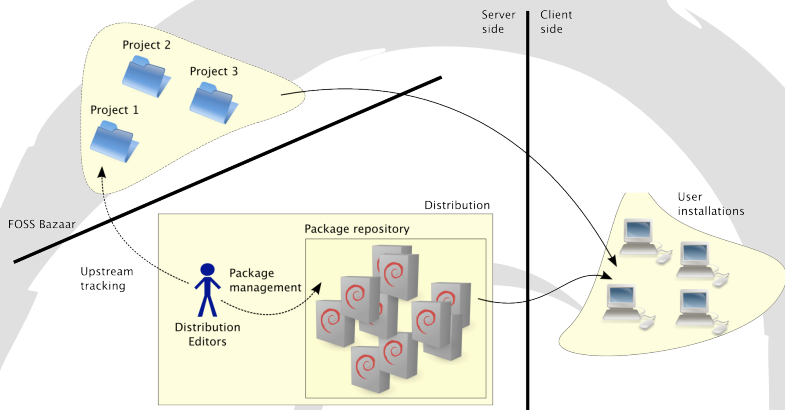 Server
side
Client
side
Project 2
Project 3
Project 1
FOSS Bazaar
Distribution
User
installations
Package repository
Upstream
tracking
Package
management
Distribution
Editors